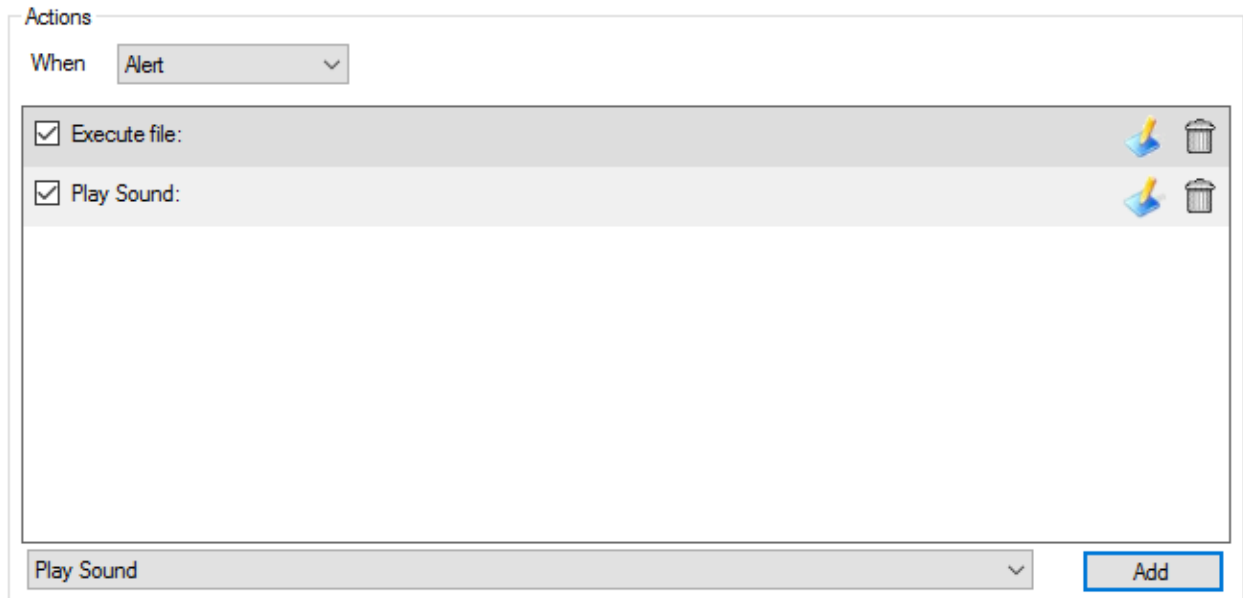 Actions
When Alert
Execute file:
Play Sound:
Play Sound Add